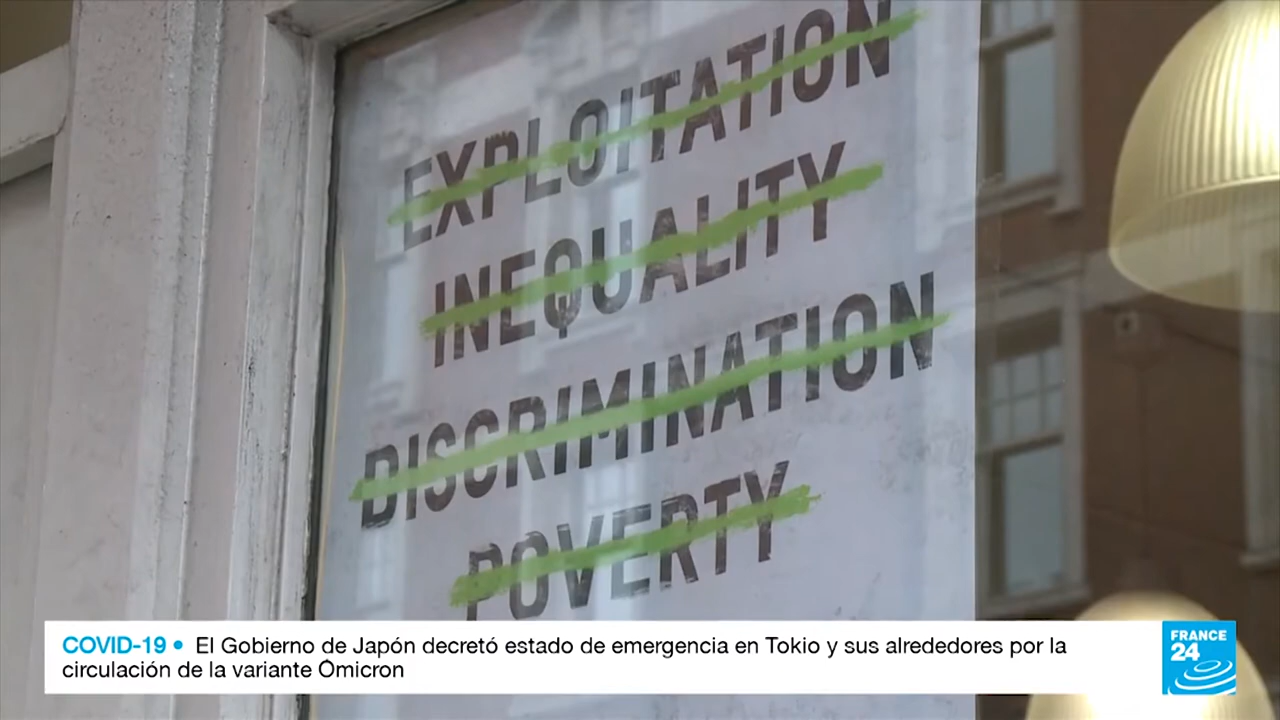 EXPLOITATION
INEQUALITY
DISCRIMINATION
POVERTY
COVID-19 • El Gobierno de Japón decretó estado de emergencia en Tokio y sus alrededores por la
circulación de la variante Ómicron
FRANCE
24